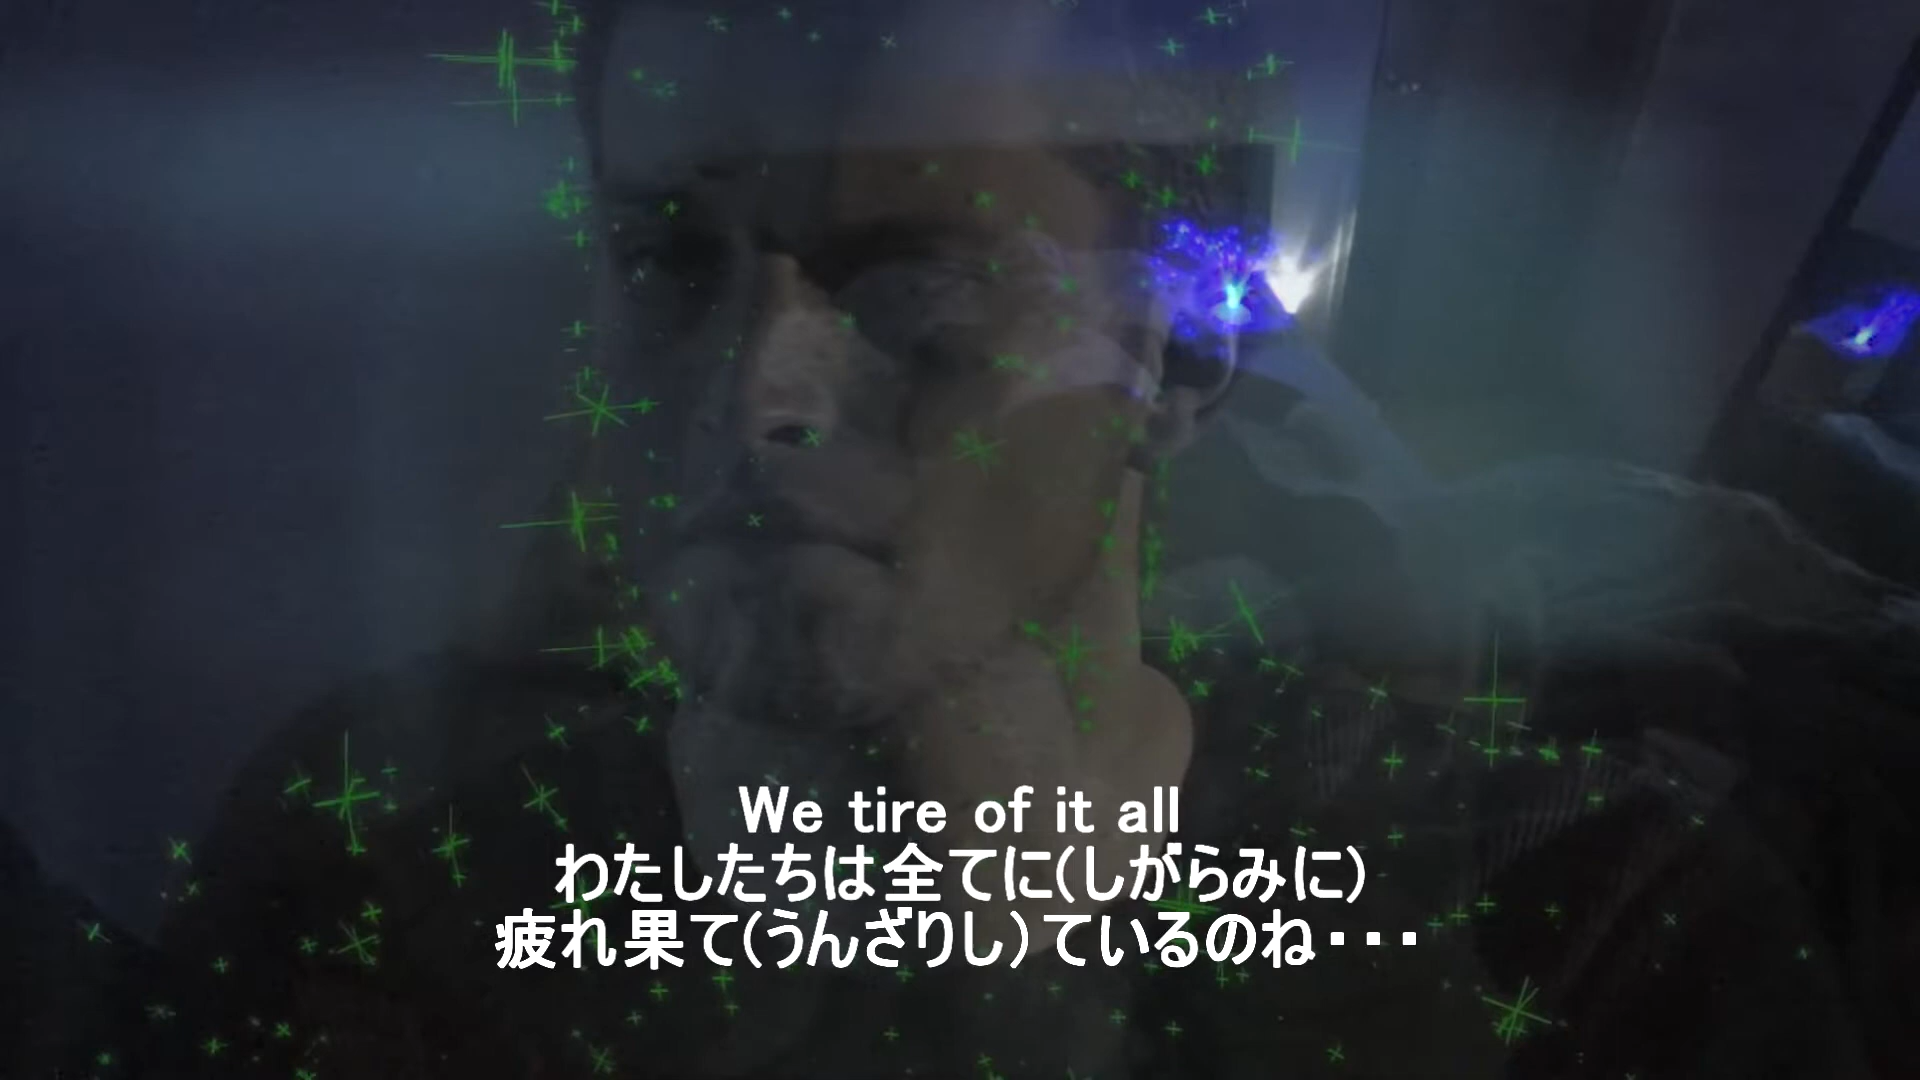 We tire of it all
わたしたちは全てに(しがらみに)
疲れ果て(うんざりし)ているのね・・・